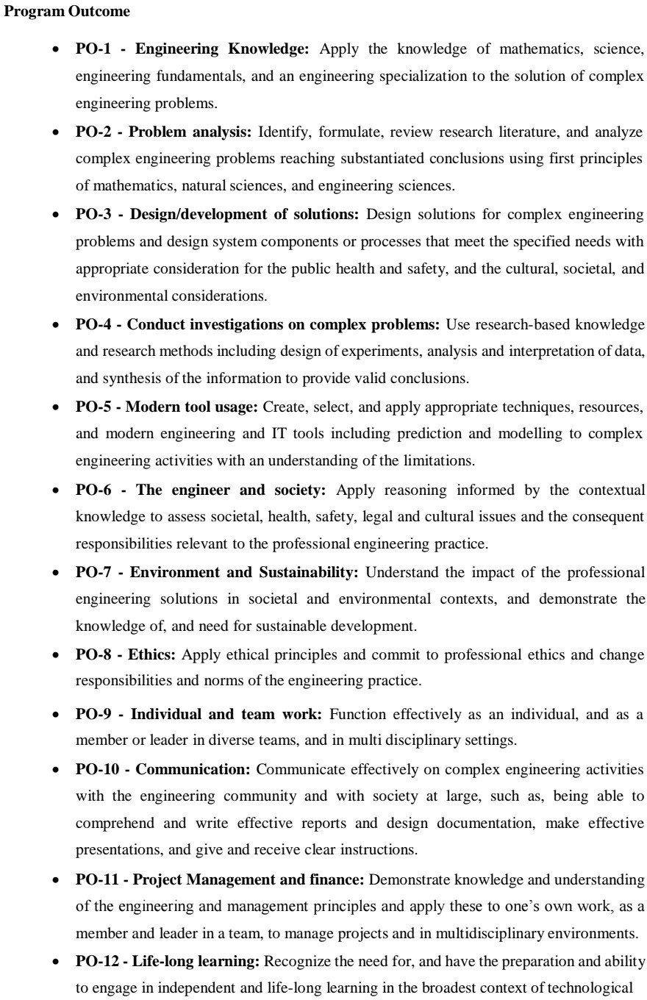 Program Outcome
• PO-1 - Engineering Knowledge: Apply the knowledge of mathematics, science,
engineering fundamentals, and an engineering specialization to the solution of complex
engineering problems.
• PO-2 - Problem analysis: Identify, formulate, review research literature, and analyze
complex engineering problems reaching substantiated conclusions using first principles
of mathematics, natural sciences, and engineering sciences.
• PO-3 - Design/development of solutions: Design solutions for complex engineering
problems and design system components or processes that meet the specified needs with
appropriate consideration for the public health and safety, and the cultural, societal, and
environmental considerations.
• PO-4 - Conduct investigations on complex problems: Use research-based knowledge
and research methods including design of experiments, analysis and interpretation of data,
and synthesis of the information to provide valid conclusions.
• PO-5 - Modern tool usage: Create, select, and apply appropriate techniques, resources,
and modern engineering and IT tools including prediction and modelling to complex
engineering activities with an understanding of the limitations.
• PO-6 - The engineer and society: Apply reasoning informed by the contextual
knowledge to assess societal, health, safety, legal and cultural issues and the consequent
responsibilities relevant to the professional engineering practice.
• PO-7 - Environment and Sustainability: Understand the impact of the professional
engineering solutions in societal and environmental contexts, and demonstrate the
knowledge of, and need for sustainable development.
• PO-8 - Ethics: Apply ethical principles and commit to professional ethics and change
responsibilities and norms of the engineering practice.
• PO-9 - Individual and team work: Function effectively as an individual, and as a
member or leader in diverse teams, and in multi disciplinary settings.
• PO-10 - Communication: Communicate effectively on complex engineering activities
with the engineering community and with society at large, such as, being able to
comprehend and write effective reports and design documentation, make effective
presentations, and give and receive clear instructions.
• PO-11 - Project Management and finance: Demonstrate knowledge and understanding
of the engineering and management principles and apply these to one’s own work, as a
member and leader in a team, to manage projects and in multidisciplinary environments.
• PO-12 - Life-long learning: Recognize the need for, and have the preparation and ability
to engage in independent and life-long learning in the broadest context of technological